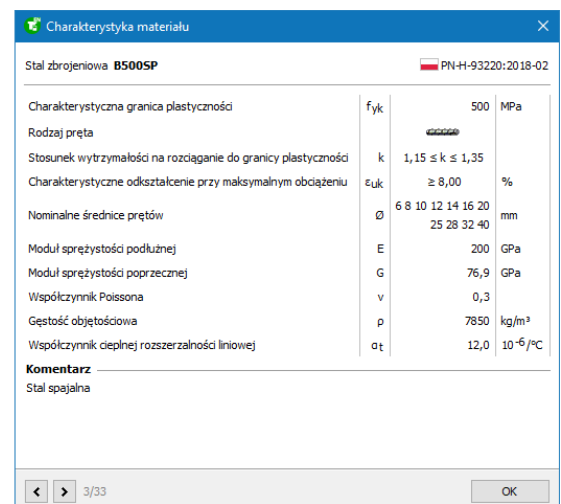 Charakterystyka materiału
Stal zbrojeniowa B500SP PN-H-93220:2018-02
Charakterystyczna granica plastyczności fyk 500 MPa
Rodzaj pręta
Stosunek wytrzymałości na rozciąganie do granicy plastyczności k 1,15 ≤ k ≤ 1,35
Charakterystyczne odkształcenie przy maksymalnym obciążeniu εuk ≥ 8,00 %
Nominalne średnice prętów Ø 6 8 10 12 14 16 20 25 28 32 40 mm
Moduł sprężystości podłużnej E 200 GPa
Moduł sprężystości poprzecznej G 76,9 GPa
Współczynnik Poissona ν 0,3
Gęstość objętościowa ρ 7850 kg/m³
Współczynnik cieplnej rozszerzalności liniowej αt 12,0 10⁻⁶/°C
Komentarz
Stal spajalna
3/33 OK